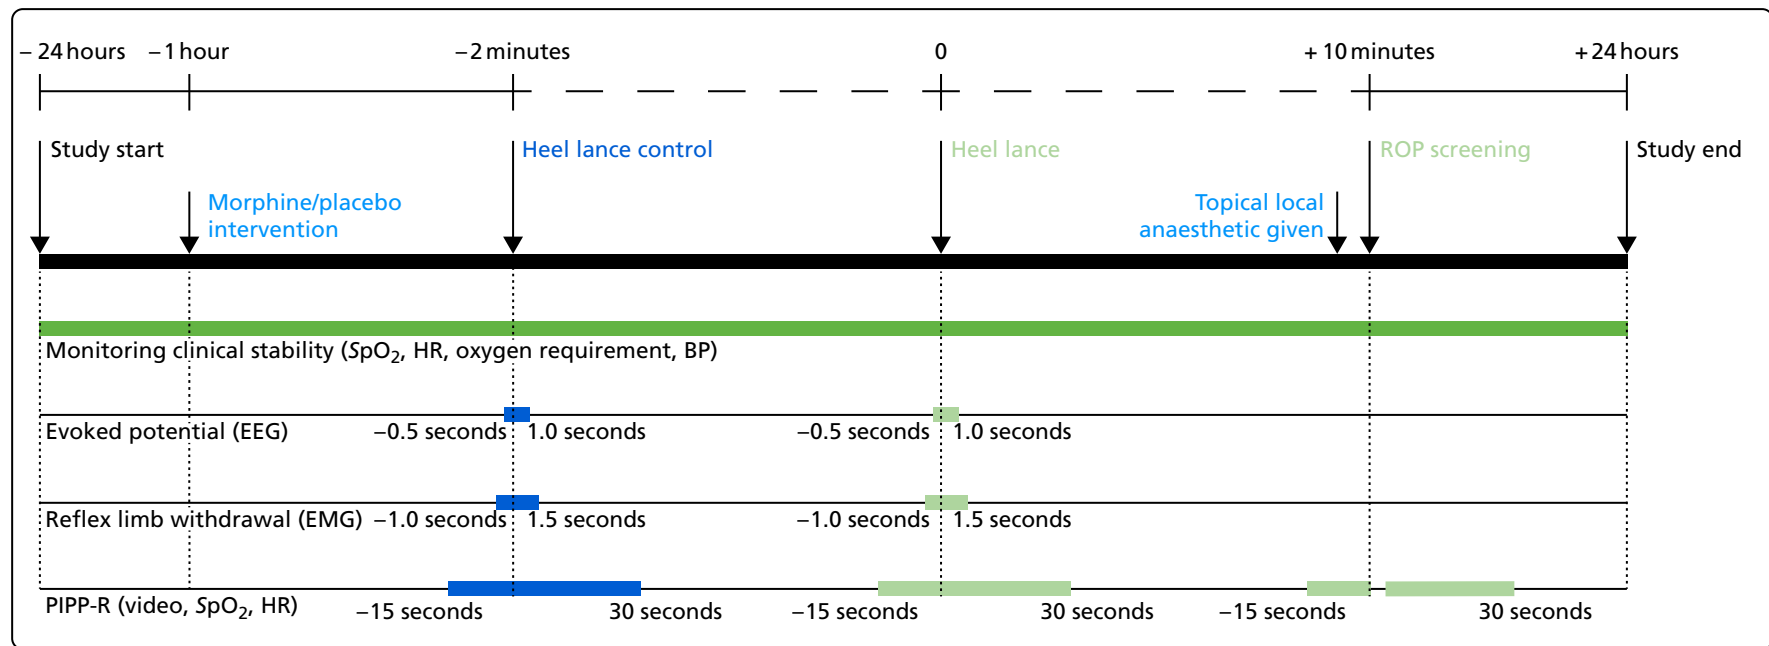 – 24 hours – 1 hour – 2 minutes 0 + 10 minutes + 24 hours
Study start Heel lance control Heel lance ROP screening Study end
Morphine/placebo
intervention
Topical local
anaesthetic given
Monitoring clinical stability (SpO₂, HR, oxygen requirement, BP)
Evoked potential (EEG) –0.5 seconds 1.0 seconds –0.5 seconds 1.0 seconds
Reflex limb withdrawal (EMG) –1.0 seconds 1.5 seconds –1.0 seconds 1.5 seconds
PIPP-R (video, SpO₂, HR) –15 seconds 30 seconds –15 seconds 30 seconds –15 seconds 30 seconds